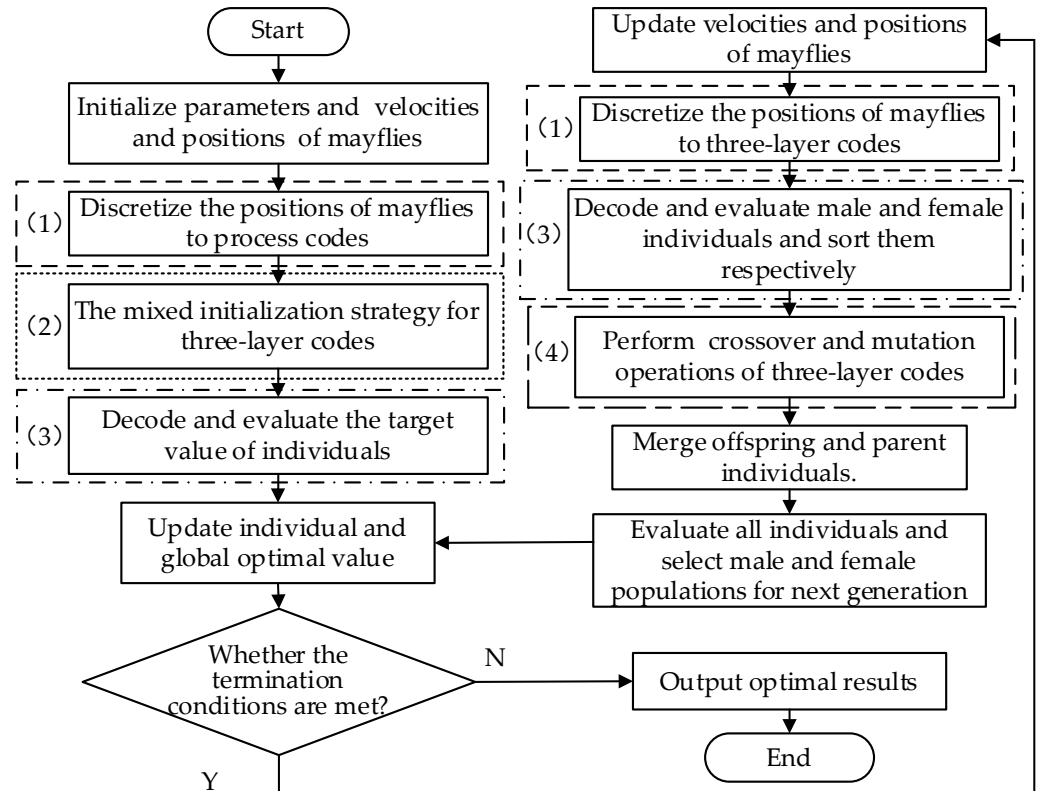 Start
Initialize parameters and velocities
and positions of mayflies
(1)
Discretize the positions of mayflies
to process codes
(2)
The mixed initialization strategy for
three-layer codes
(3)
Decode and evaluate the target
value of individuals
Update individual and
global optimal value
Whether the
termination
conditions are met?
N
Y
Update velocities and positions
of mayflies
(1)
Discretize the positions of mayflies
to three-layer codes
(3)
Decode and evaluate male and female
individuals and sort them
respectively
(4)
Perform crossover and mutation
operations of three-layer codes
Merge offspring and parent
individuals.
Evaluate all individuals and
select male and female
populations for next generation
Output optimal results
End